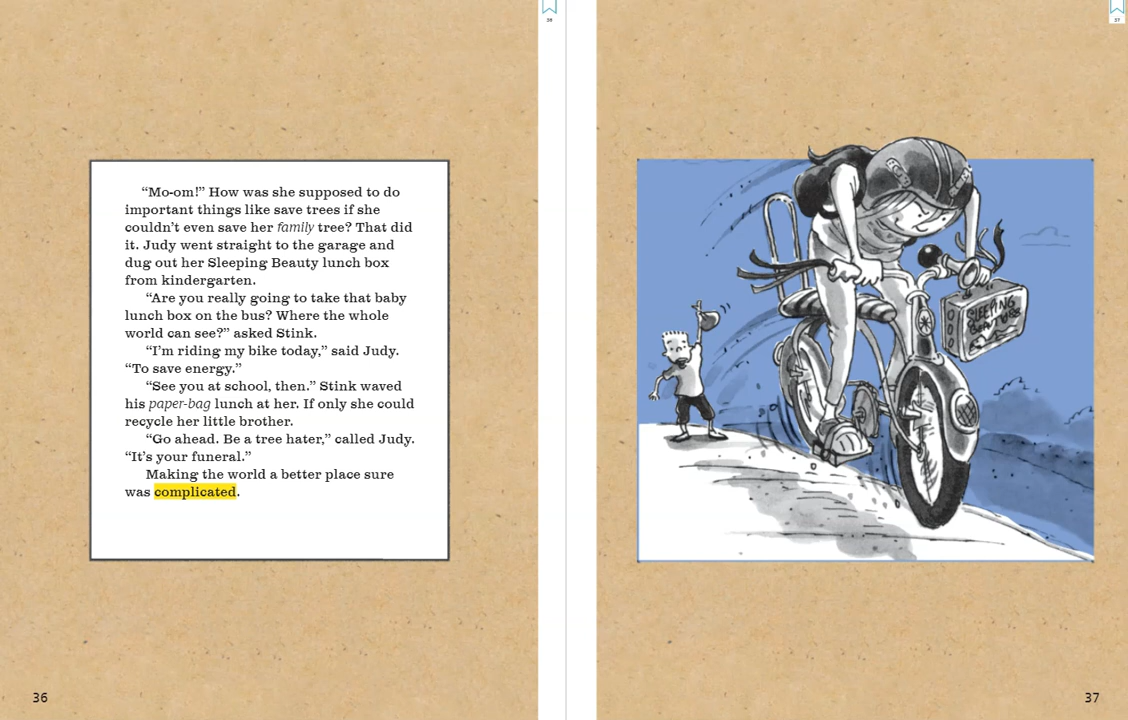 36
37
“Mo-om!” How was she supposed to do
important things like save trees if she
couldn’t even save her family tree? That did
it. Judy went straight to the garage and
dug out her Sleeping Beauty lunch box
from kindergarten.
“Are you really going to take that baby
lunch box on the bus? Where the whole
world can see?” asked Stink.
“I’m riding my bike today,” said Judy.
“To save energy.”
“See you at school, then.” Stink waved
his paper-bag lunch at her. If only she could
recycle her little brother.
“Go ahead. Be a tree hater,” called Judy.
“It’s your funeral.”
Making the world a better place sure
was complicated.
SLEEPING
36
37